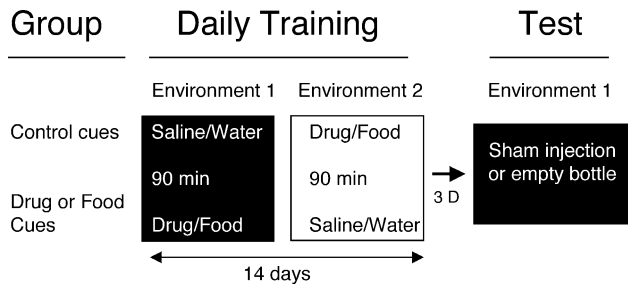 Group Daily Training Test
Environment 1 Environment 2 Environment 1
Control cues Saline/Water Drug/Food
Sham injection
or empty bottle
90 min 90 min
3 D
Drug or Food
Cues
Drug/Food Saline/Water
14 days